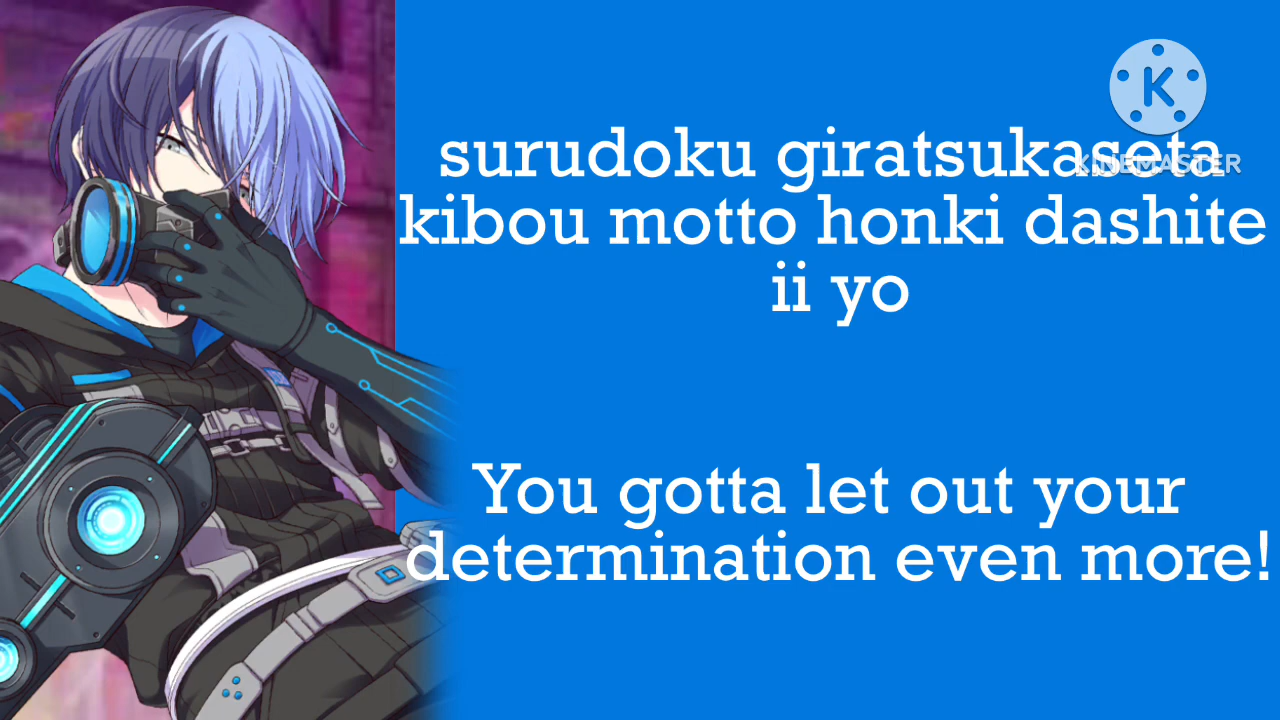 K
KINEMASTER
surudoku giratsukaseta
kibou motto honki dashite
ii yo
You gotta let out your
determination even more!